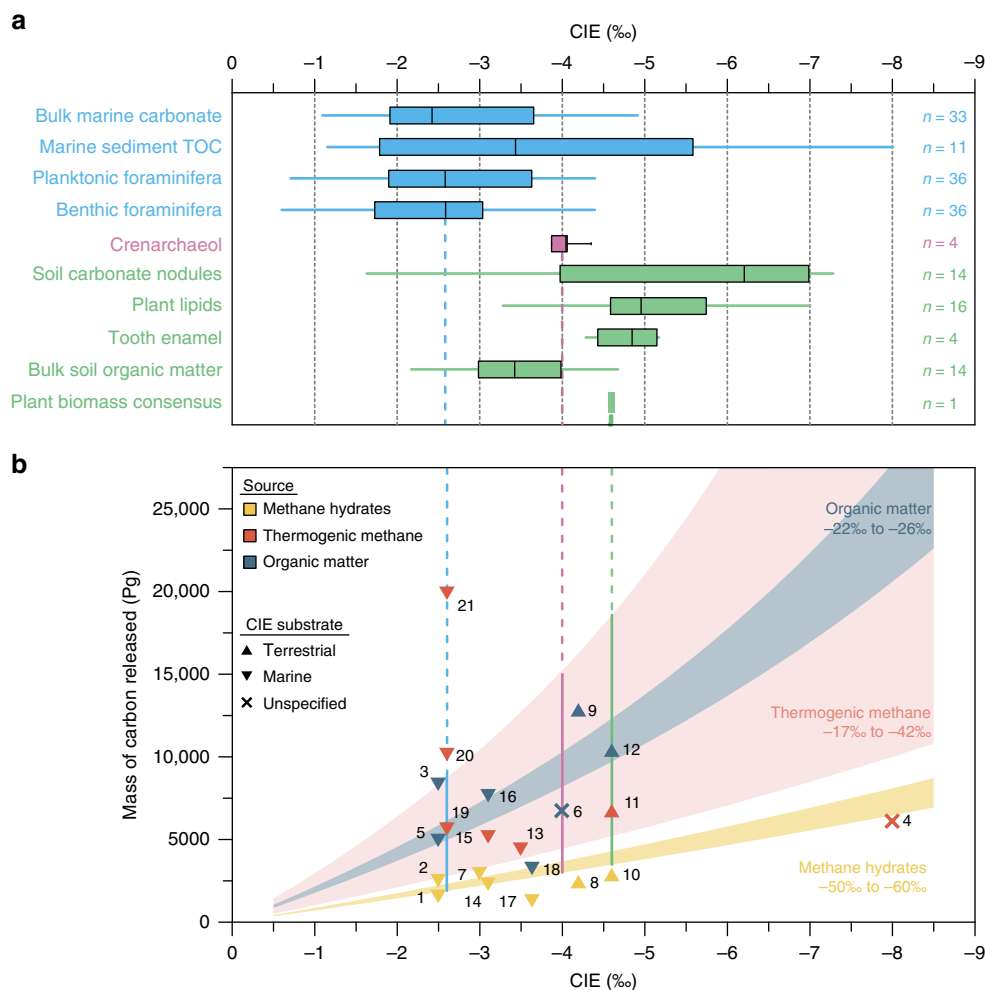 a
CIE (‰)
0 –1 –2 –3 –4 –5 –6 –7 –8 –9
Bulk marine carbonate n = 33
Marine sediment TOC n = 11
Planktonic foraminifera n = 36
Benthic foraminifera n = 36
Crenarchaeol n = 4
Soil carbonate nodules n = 14
Plant lipids n = 16
Tooth enamel n = 4
Bulk soil organic matter n = 14
Plant biomass consensus n = 1
b
Mass of carbon released (Pg)
25,000
20,000
15,000
10,000
5000
0
Source
Methane hydrates
Thermogenic methane
Organic matter
CIE substrate
Terrestrial
Marine
Unspecified
Organic matter
–22‰ to –26‰
Thermogenic methane
–17‰ to –42‰
Methane hydrates
–50‰ to –60‰
21
9
20
12
3
16
19
6
11
5
15
13
4
2
7
18
8
10
1
14
17
0 –1 –2 –3 –4 –5 –6 –7 –8 –9
CIE (‰)